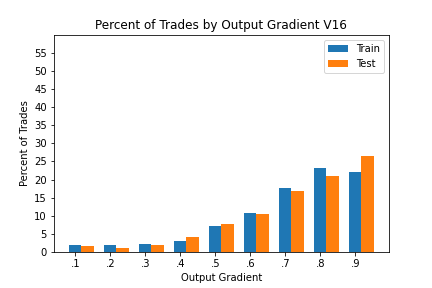 Percent of Trades by Output Gradient V16
Train
Test
Percent of Trades
55
50
45
40
35
30
25
20
15
10
5
0
.1 .2 .3 .4 .5 .6 .7 .8 .9
Output Gradient